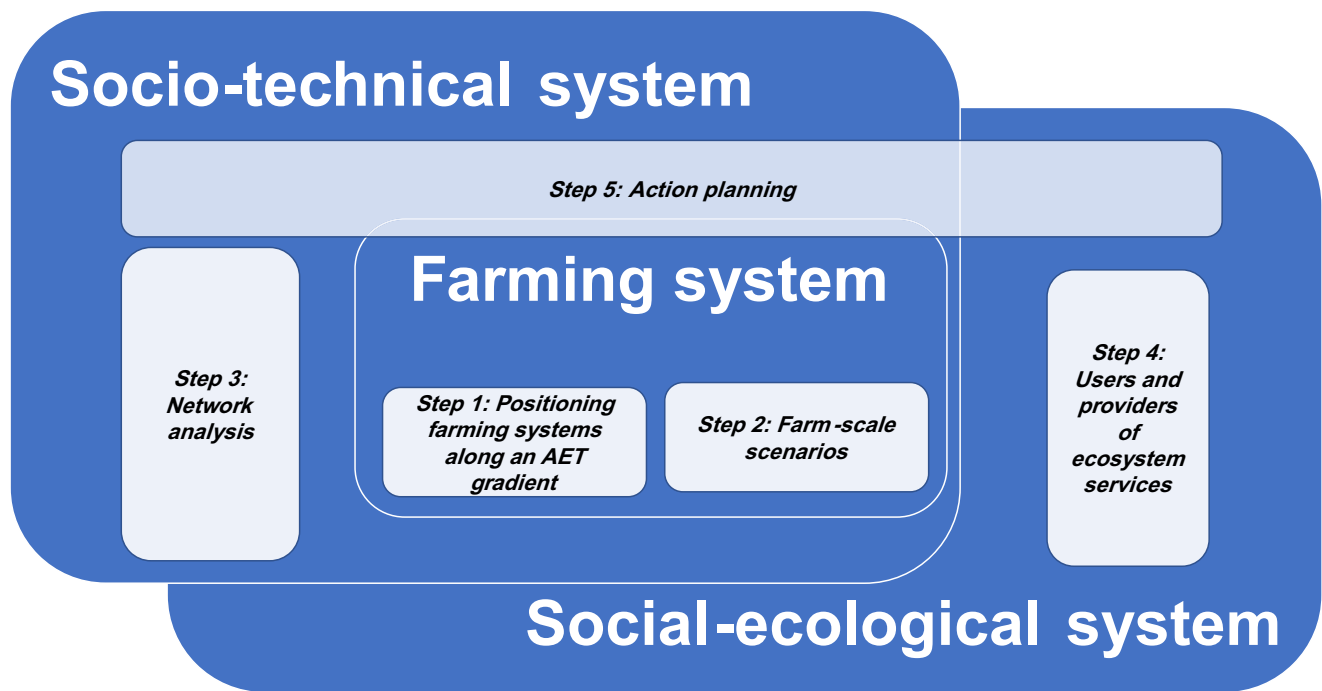 Socio-technical system
Step 5: Action planning
Farming system
Step 3:
Network
analysis
Step 1: Positioning
farming systems
along an AET
gradient
Step 2: Farm-scale
scenarios
Step 4:
Users and
providers
of
ecosystem
services
Social-ecological system